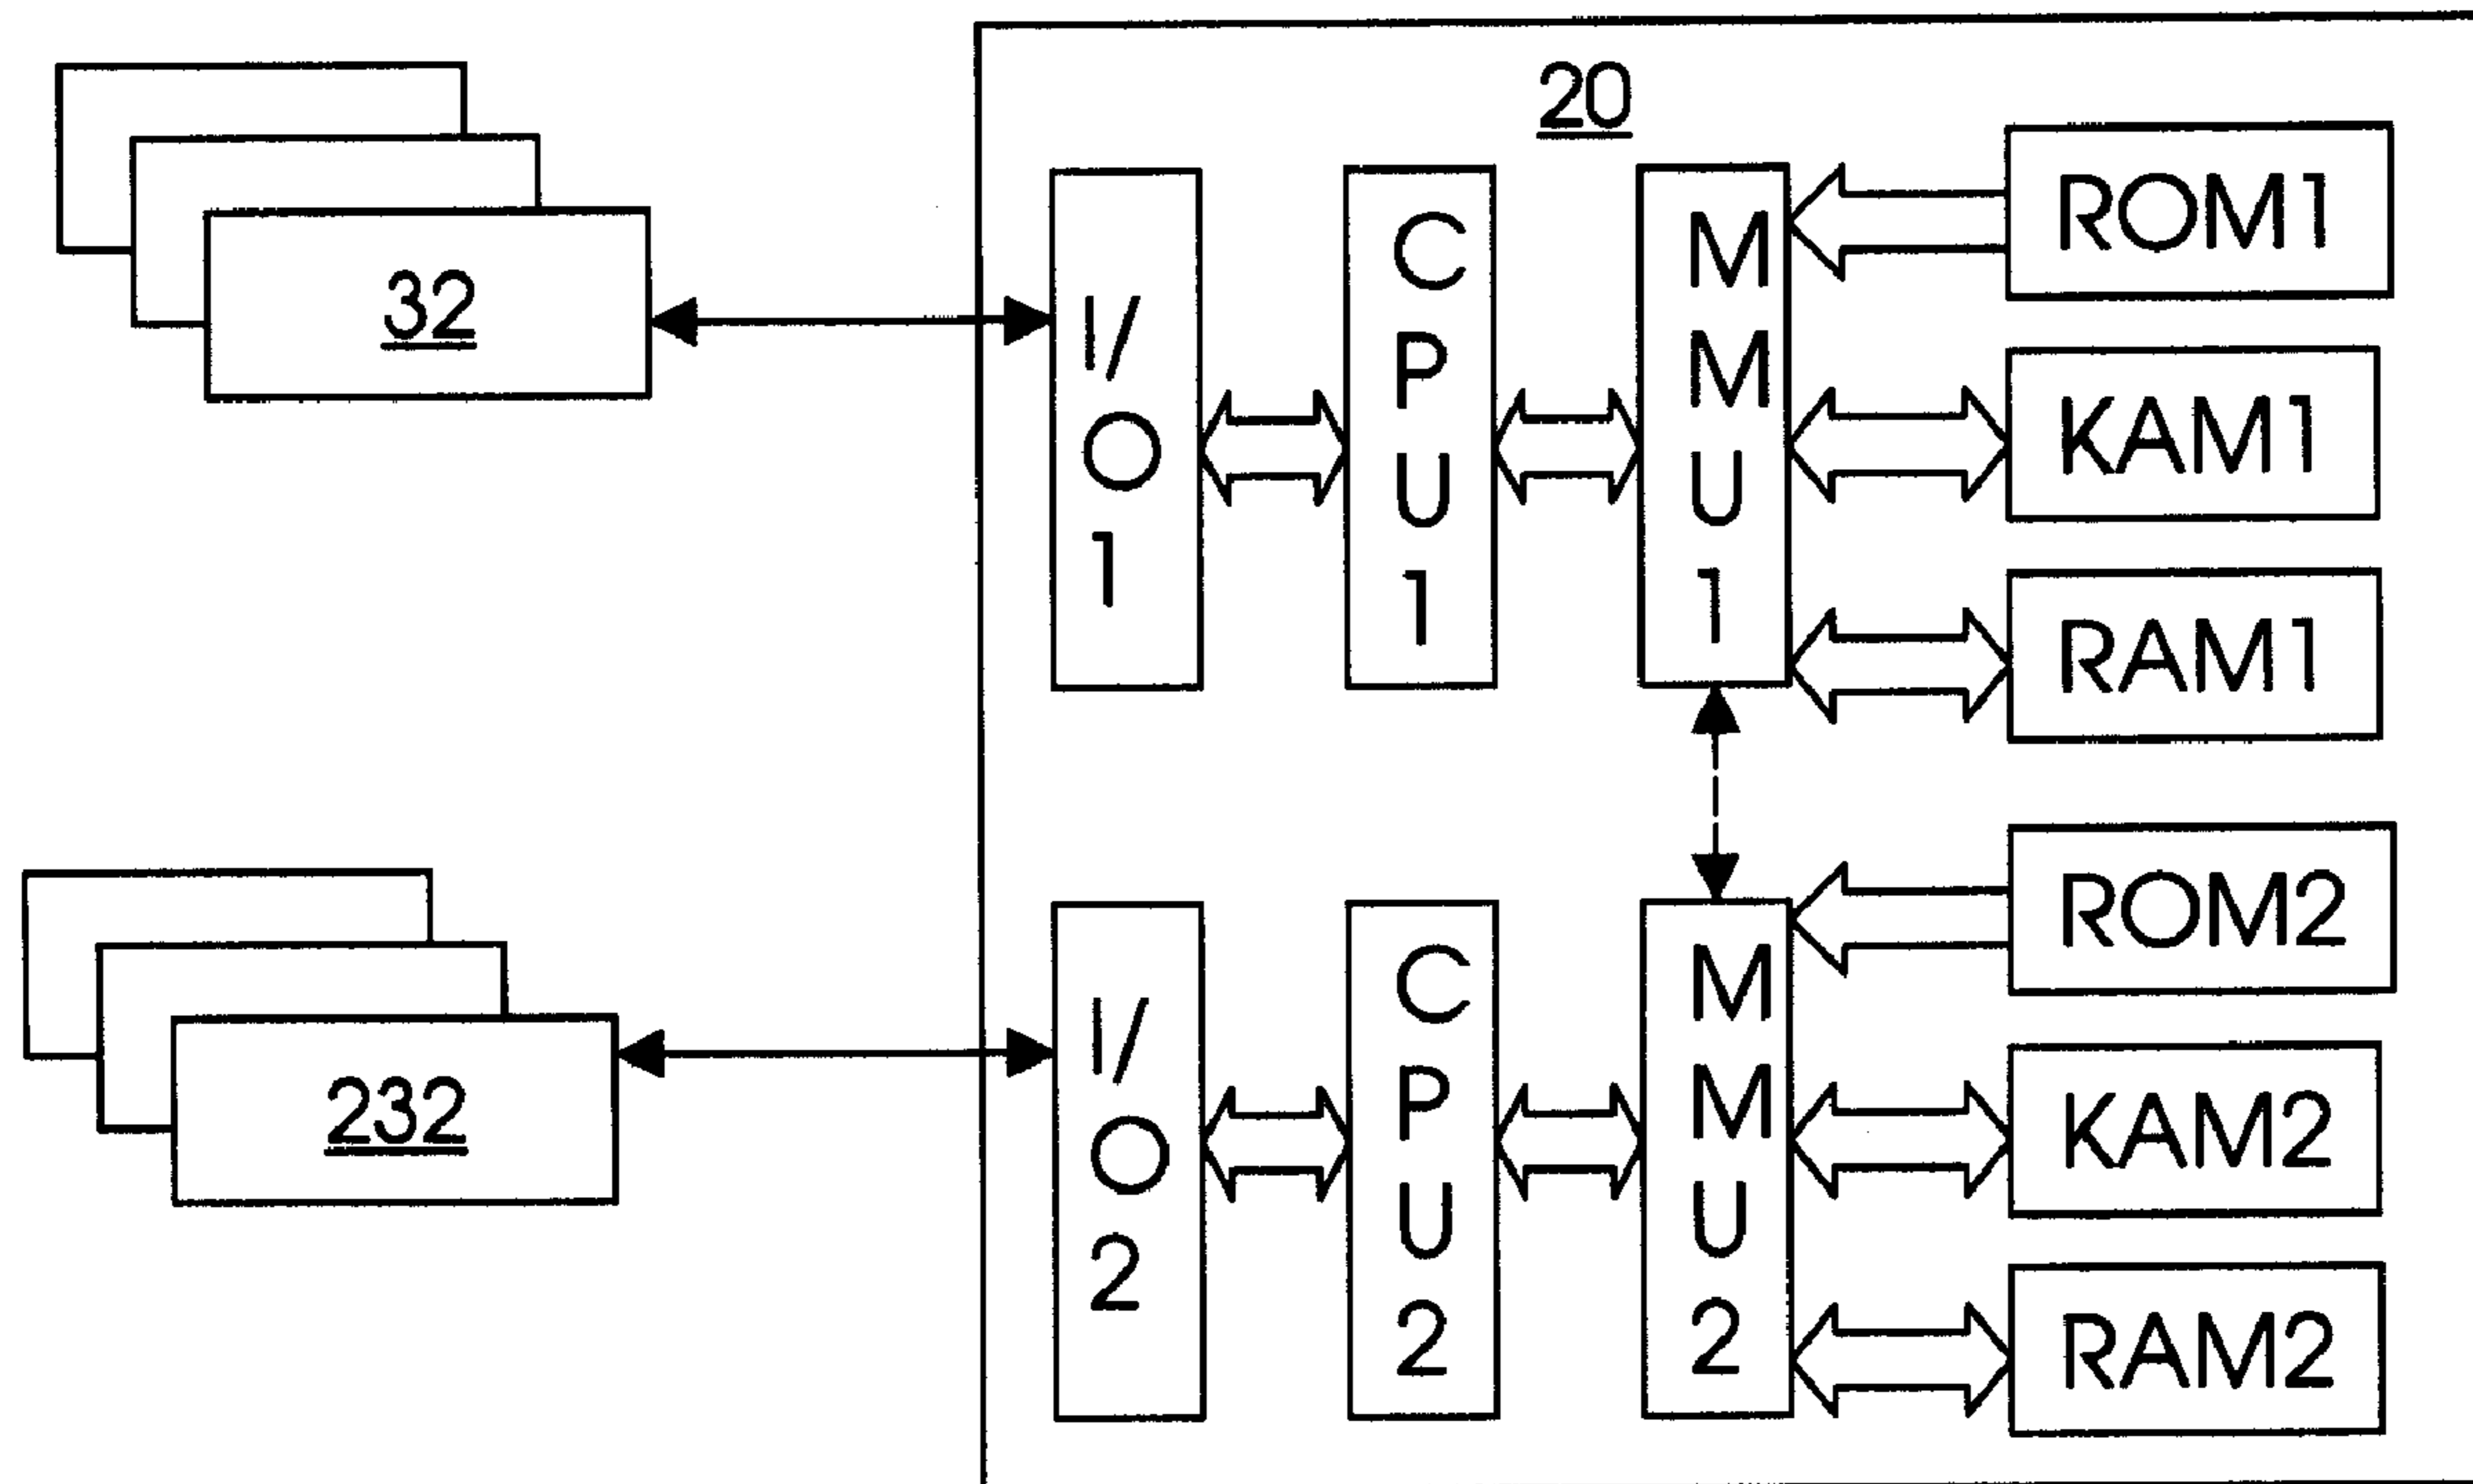 20
32
I/O1
CPU1
MMU1
ROM1
KAM1
RAM1
232
I/O2
CPU2
MMU2
ROM2
KAM2
RAM2